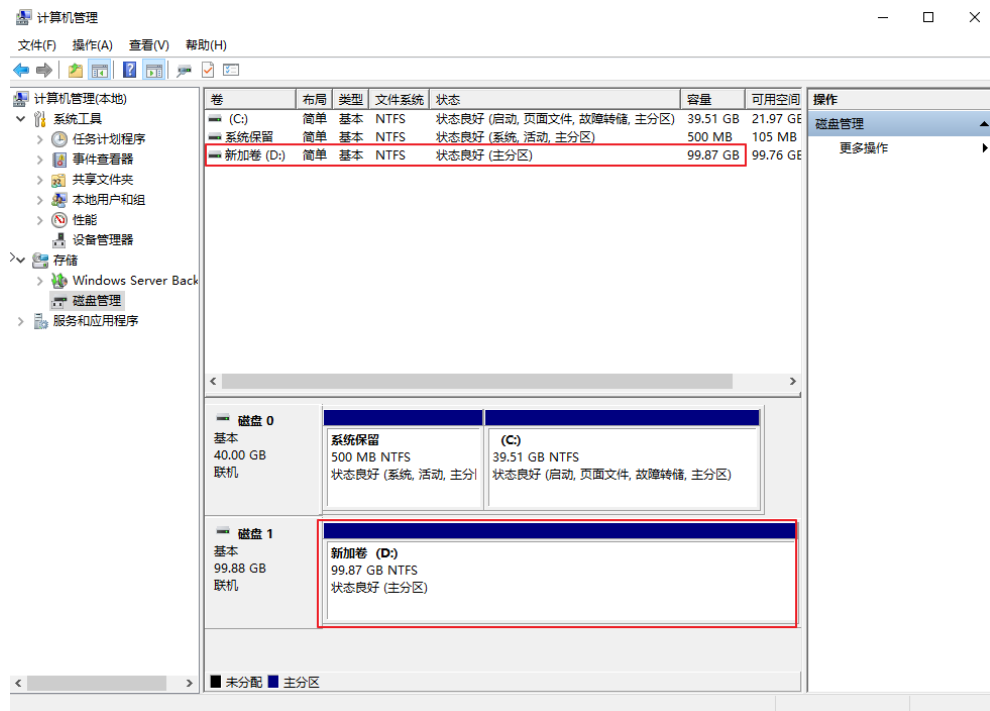 计算机管理
文件(F) 操作(A) 查看(V) 帮助(H)
计算机管理(本地)
系统工具
任务计划程序
事件查看器
共享文件夹
本地用户和组
性能
设备管理器
存储
Windows Server Back
磁盘管理
服务和应用程序
卷 布局 类型 文件系统 状态 容量 可用空间
(C:) 简单 基本 NTFS 状态良好 (启动, 页面文件, 故障转储, 主分区) 39.51 GB 21.97 GE
系统保留 简单 基本 NTFS 状态良好 (系统, 活动, 主分区) 500 MB 105 MB
新加卷 (D:) 简单 基本 NTFS 状态良好 (主分区) 99.87 GB 99.76 GE
操作
磁盘管理
更多操作
磁盘 0
基本
40.00 GB
联机
系统保留
500 MB NTFS
状态良好 (系统, 活动, 主分
(C:)
39.51 GB NTFS
状态良好 (启动, 页面文件, 故障转储, 主分区)
磁盘 1
基本
99.88 GB
联机
新加卷 (D:)
99.87 GB NTFS
状态良好 (主分区)
未分配 主分区